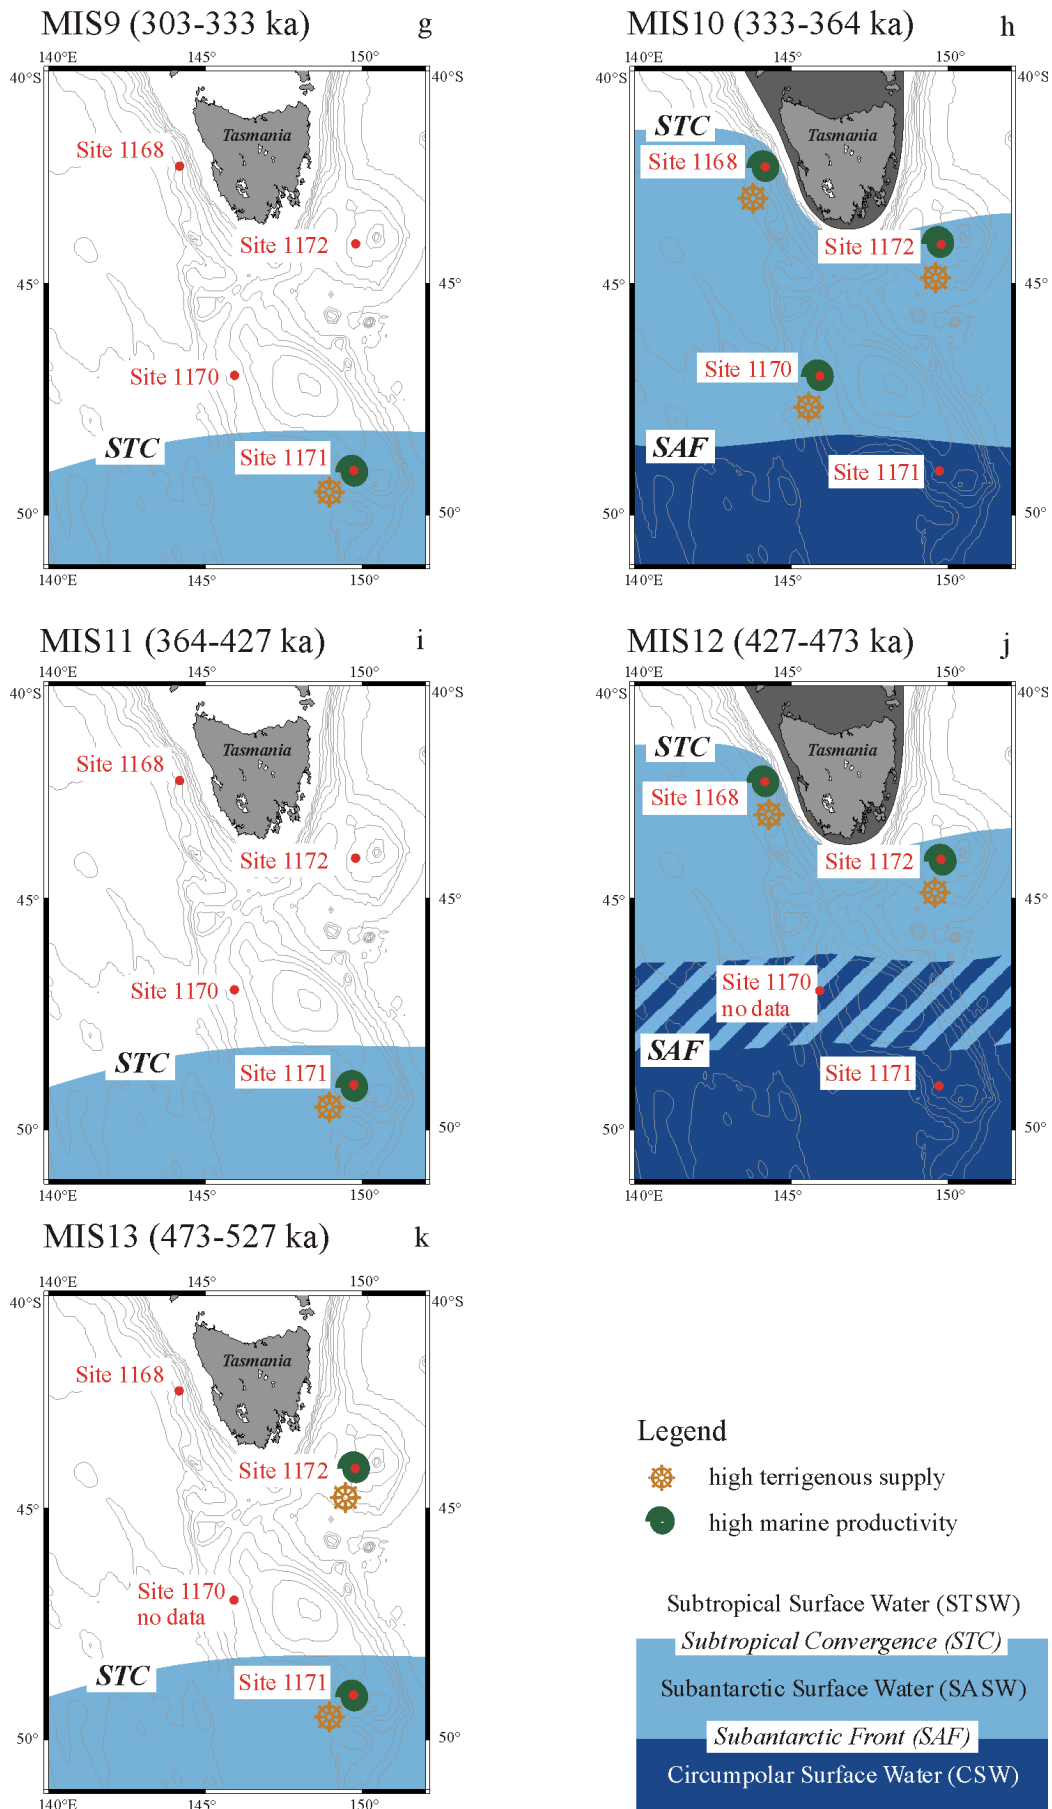 MIS9 (303-333 ka) g
140°E 145° 150°
40°S 40°S
Tasmania
Site 1168
Site 1172
45° 45°
Site 1170
STC
Site 1171
50° 50°
140°E 145° 150°
MIS10 (333-364 ka) h
140°E 145° 150°
40°S 40°S
STC
Tasmania
Site 1168
Site 1172
45° 45°
Site 1170
SAF
Site 1171
50° 50°
140°E 145° 150°
MIS11 (364-427 ka) i
140°E 145° 150°
40°S 40°S
Tasmania
Site 1168
Site 1172
45° 45°
Site 1170
STC
Site 1171
50° 50°
140°E 145° 150°
MIS12 (427-473 ka) j
140°E 145° 150°
40°S 40°S
STC
Tasmania
Site 1168
Site 1172
45° 45°
Site 1170
no data
SAF
Site 1171
50° 50°
140°E 145° 150°
MIS13 (473-527 ka) k
140°E 145° 150°
40°S 40°S
Tasmania
Site 1168
Site 1172
45° 45°
Site 1170
no data
STC
Site 1171
50° 50°
140°E 145° 150°
Legend
high terrigenous supply
high marine productivity
Subtropical Surface Water (STSW)
Subtropical Convergence (STC)
Subantarctic Surface Water (SASW)
Subantarctic Front (SAF)
Circumpolar Surface Water (CSW)